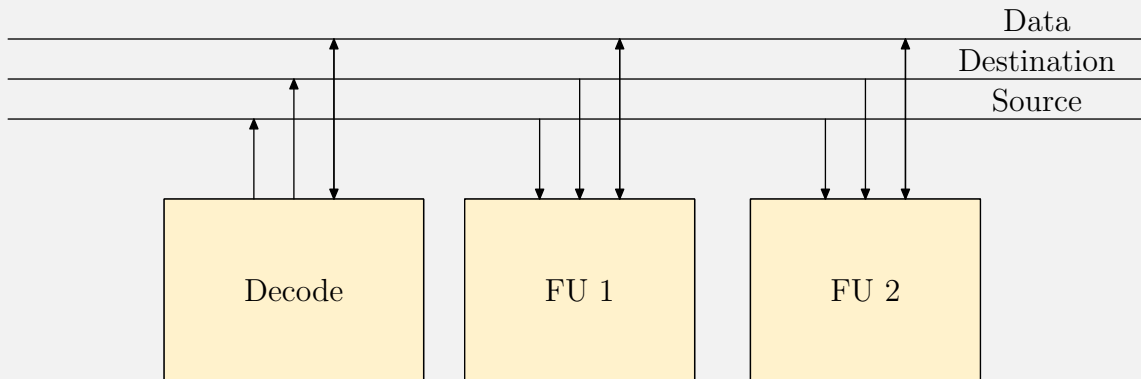 Data
Destination
Source
Decode
FU 1
FU 2